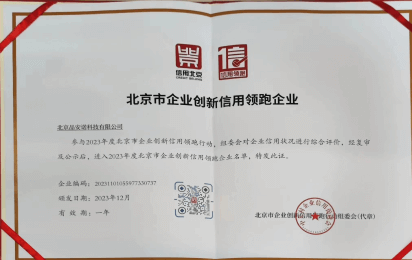 信用北京
信用领跑
北京市企业创新信用领跑企业
北京品安诺科技有限公司
参与2023年度北京市企业创新信用领跑行动，组委会对企业信用状况进行综合评价，经复审
及公示后，进入2023年度北京市企业创新信用领跑企业名单，特发此证。
企业编码：
颁发日期：2023年12月
有 效 期：一年
北京市企业创新信用领跑行动组委会(代章)